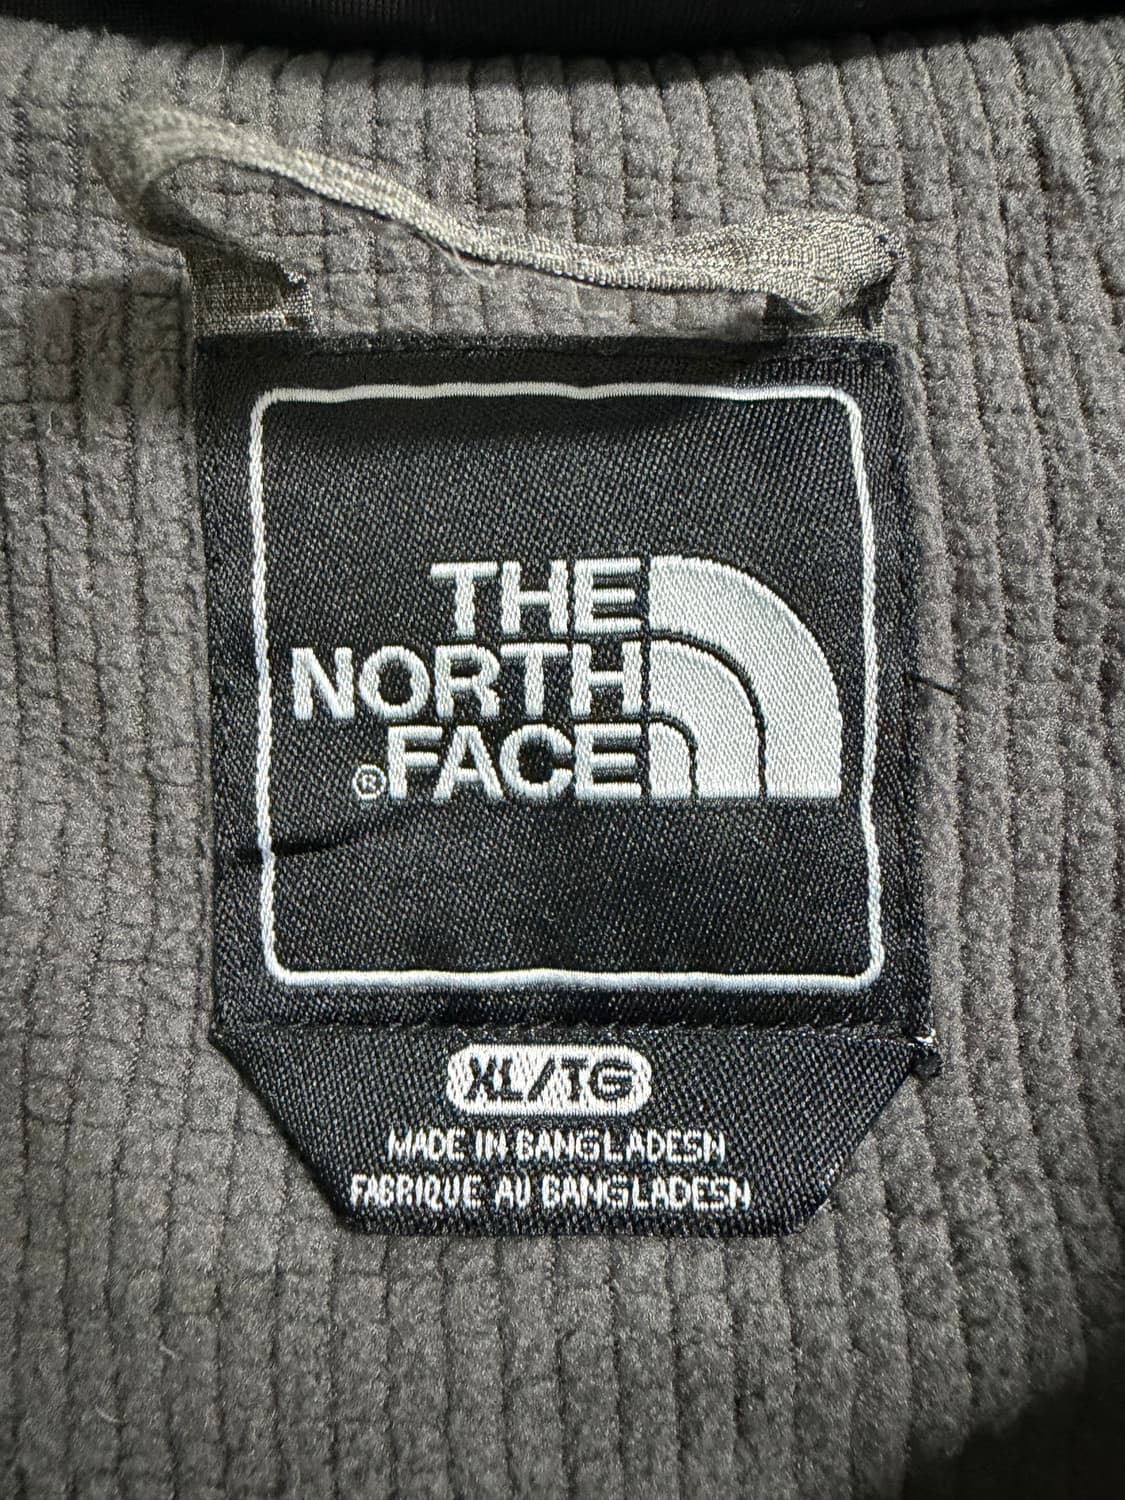 THE
NORTH
®FACE
XL/TG
MADE IN BANGLADESH
FABRIQUE AU BANGLADESH